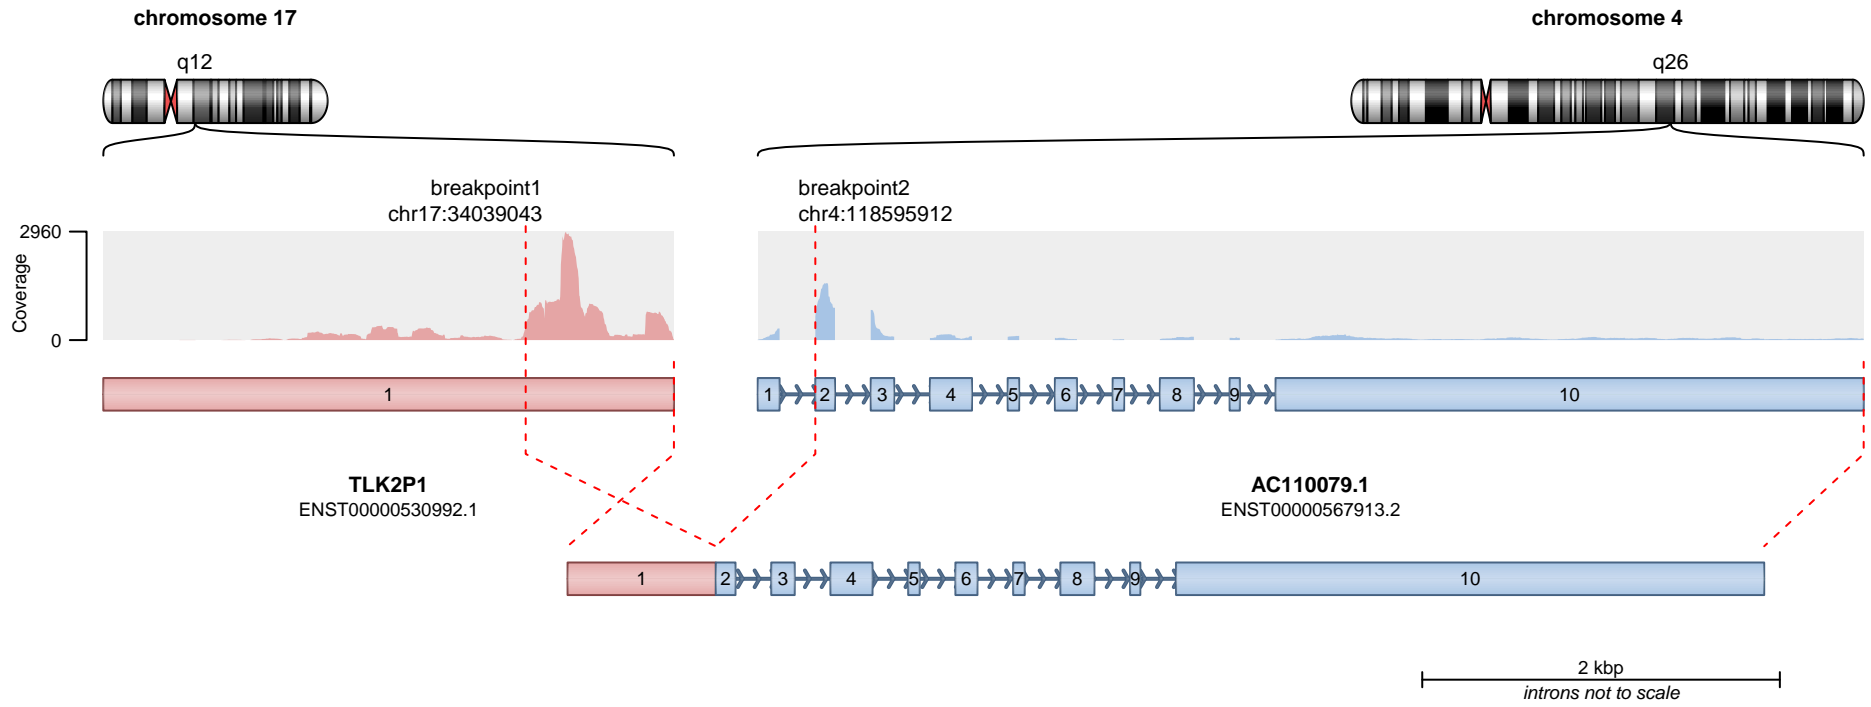 chromosome 17
chromosome 4
q12
q26
breakpoint1
chr17:34039043
breakpoint2
chr4:118595912
2960
Coverage
0
1
1 2 3 4 5 6 7 8 9 10
TLK2P1
ENST00000530992.1
AC110079.1
ENST00000567913.2
1 2 3 4 5 6 7 8 9 10
2 kbp
introns not to scale